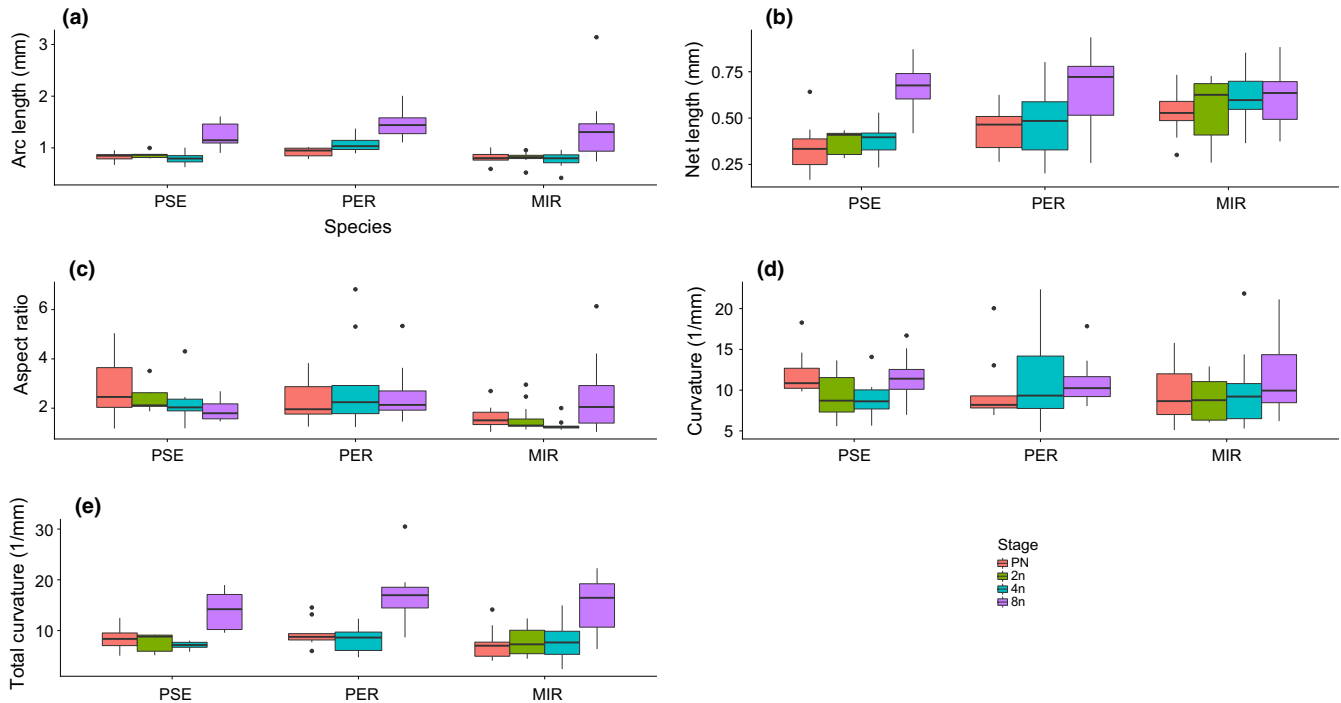 (a)
Arc length (mm)
3
2
1
PSE
PER
MIR
Species
(b)
Net length (mm)
0.75
0.50
0.25
PSE
PER
MIR
(c)
Aspect ratio
6
4
2
PSE
PER
MIR
(d)
Curvature (1/mm)
20
15
10
5
PSE
PER
MIR
(e)
Total curvature (1/mm)
30
20
10
PSE
PER
MIR
Stage
PN
2n
4n
8n